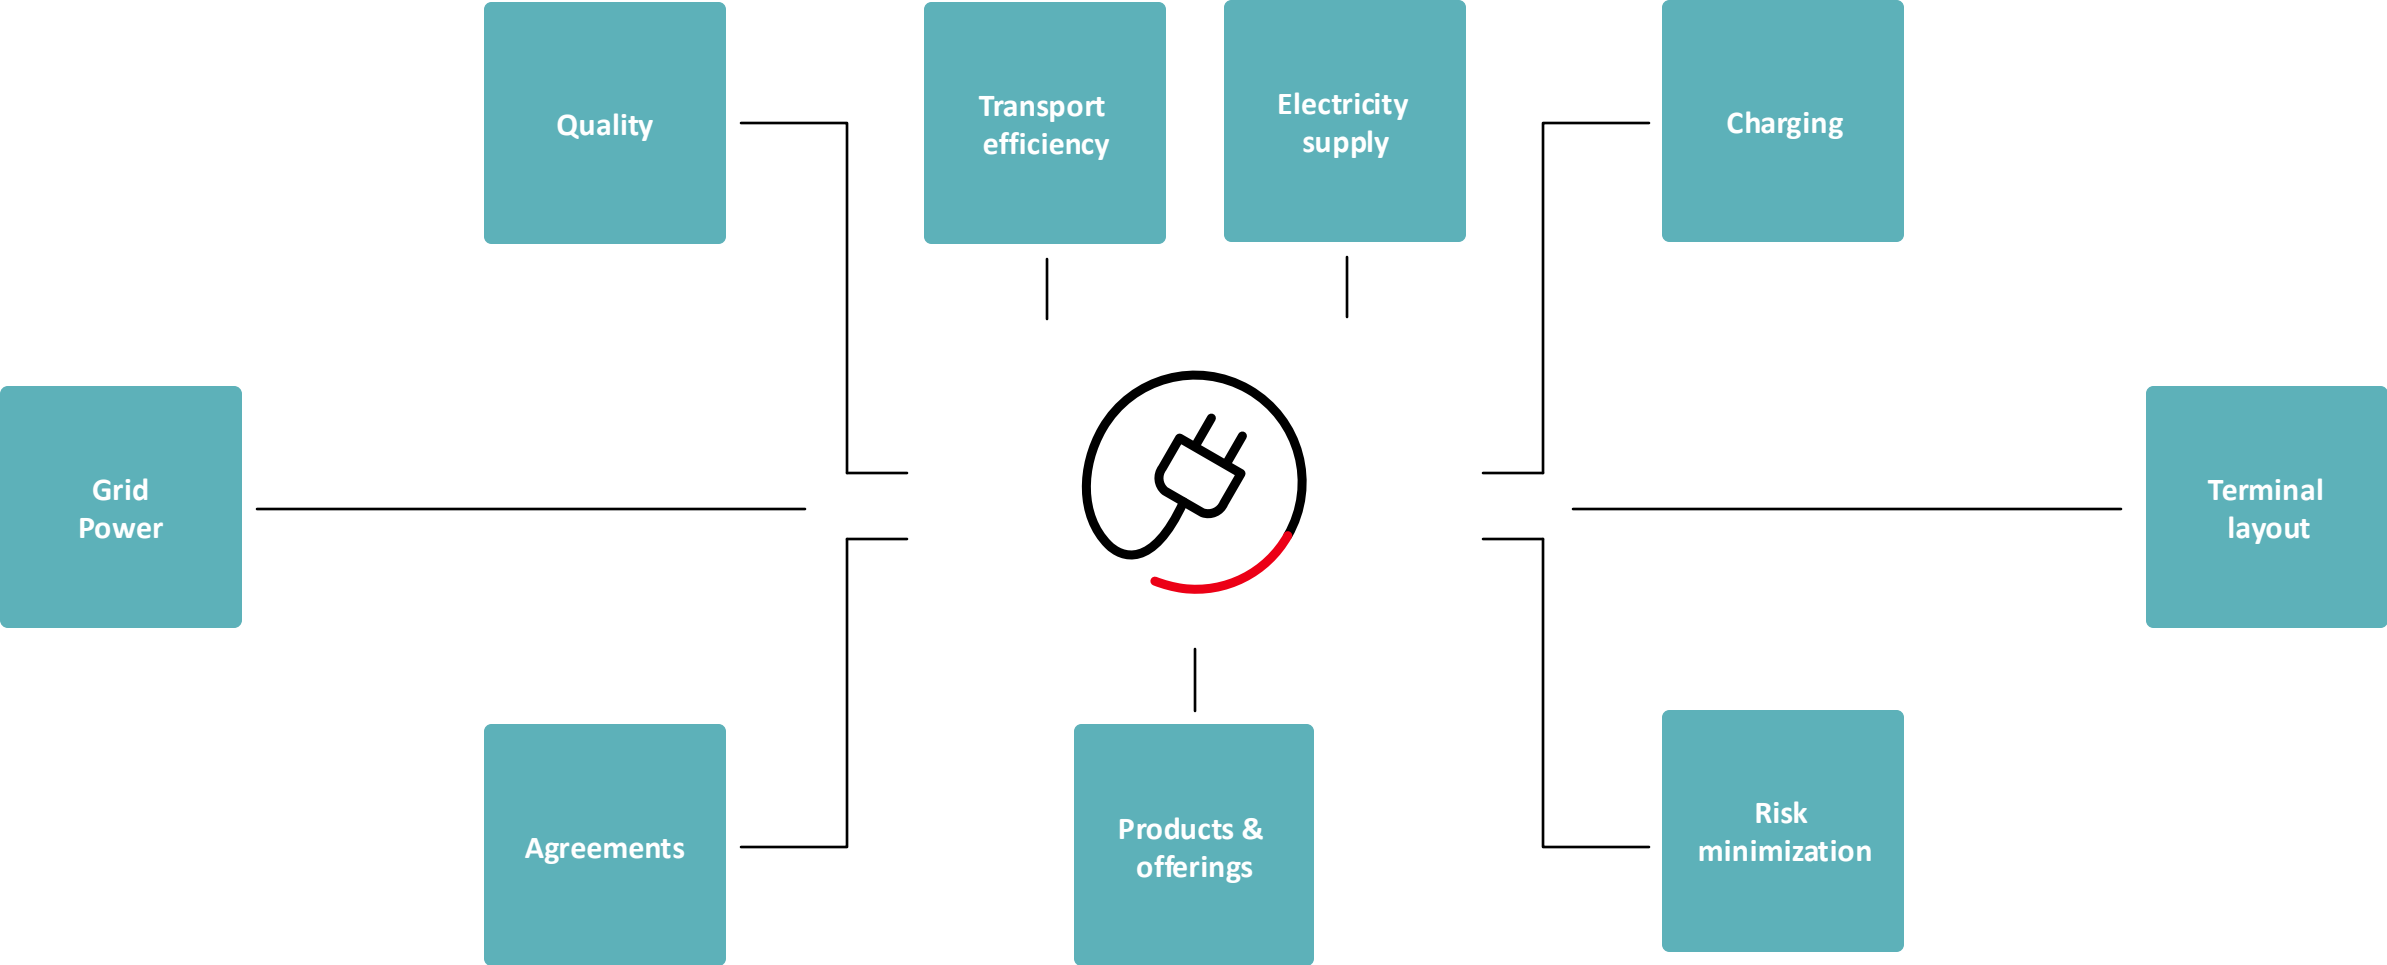 Quality
Transport
efficiency
Electricity
supply
Charging
Grid
Power
Terminal
layout
Agreements
Products &
offerings
Risk
minimization